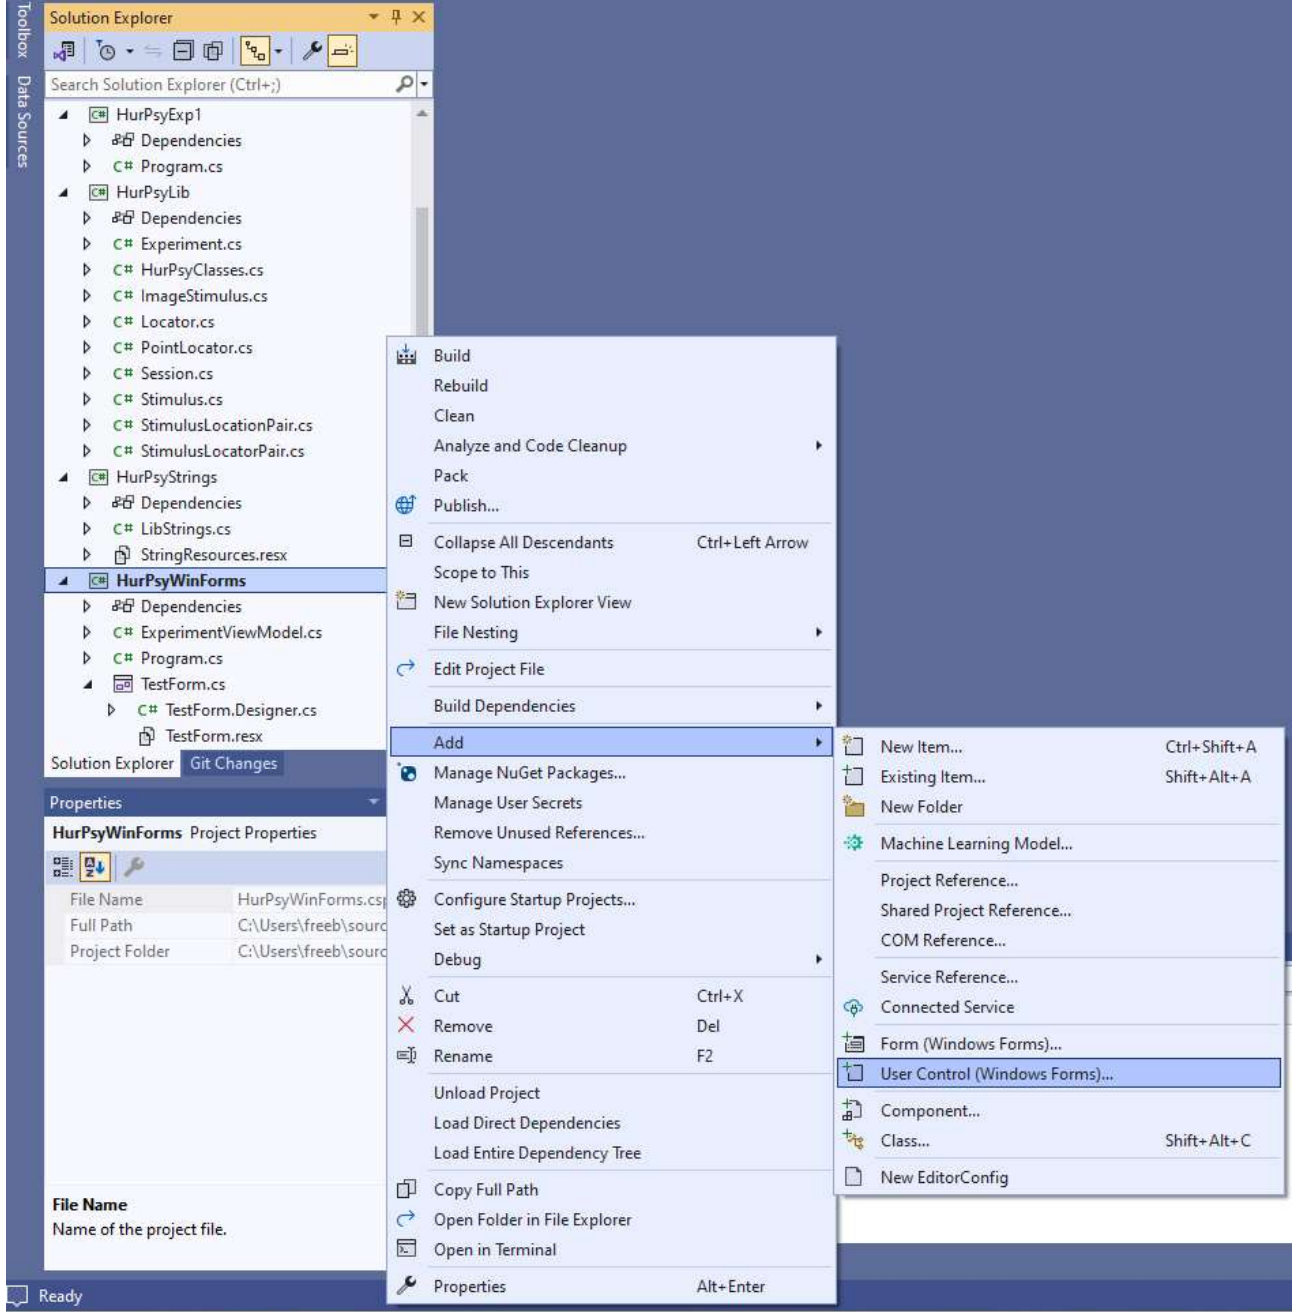 Toolbox
Data Sources
Solution Explorer
Search Solution Explorer (Ctrl+;)
C# HurPsyExp1
Dependencies
C# Program.cs
C# HurPsyLib
Dependencies
C# Experiment.cs
C# HurPsyClasses.cs
C# ImageStimulus.cs
C# Locator.cs
C# PointLocator.cs
C# Session.cs
C# Stimulus.cs
C# StimulusLocationPair.cs
C# StimulusLocatorPair.cs
C# HurPsyStrings
Dependencies
C# LibStrings.cs
StringResources.resx
C# HurPsyWinForms
Dependencies
C# ExperimentViewModel.cs
C# Program.cs
TestForm.cs
C# TestForm.Designer.cs
TestForm.resx
Solution Explorer Git Changes
Properties
HurPsyWinForms Project Properties
File Name HurPsyWinForms.csp
Full Path C:\Users\freeb\sourc
Project Folder C:\Users\freeb\sourc
File Name
Name of the project file.
Ready
Build
Rebuild
Clean
Analyze and Code Cleanup
Pack
Publish...
Collapse All Descendants Ctrl+Left Arrow
Scope to This
New Solution Explorer View
File Nesting
Edit Project File
Build Dependencies
Add
Manage NuGet Packages...
Manage User Secrets
Remove Unused References...
Sync Namespaces
Configure Startup Projects...
Set as Startup Project
Debug
Cut Ctrl+X
Remove Del
Rename F2
Unload Project
Load Direct Dependencies
Load Entire Dependency Tree
Copy Full Path
Open Folder in File Explorer
Open in Terminal
Properties Alt+Enter
New Item... Ctrl+Shift+A
Existing Item... Shift+Alt+A
New Folder
Machine Learning Model...
Project Reference...
Shared Project Reference...
COM Reference...
Service Reference...
Connected Service
Form (Windows Forms)...
User Control (Windows Forms)...
Component...
Class... Shift+Alt+C
New EditorConfig